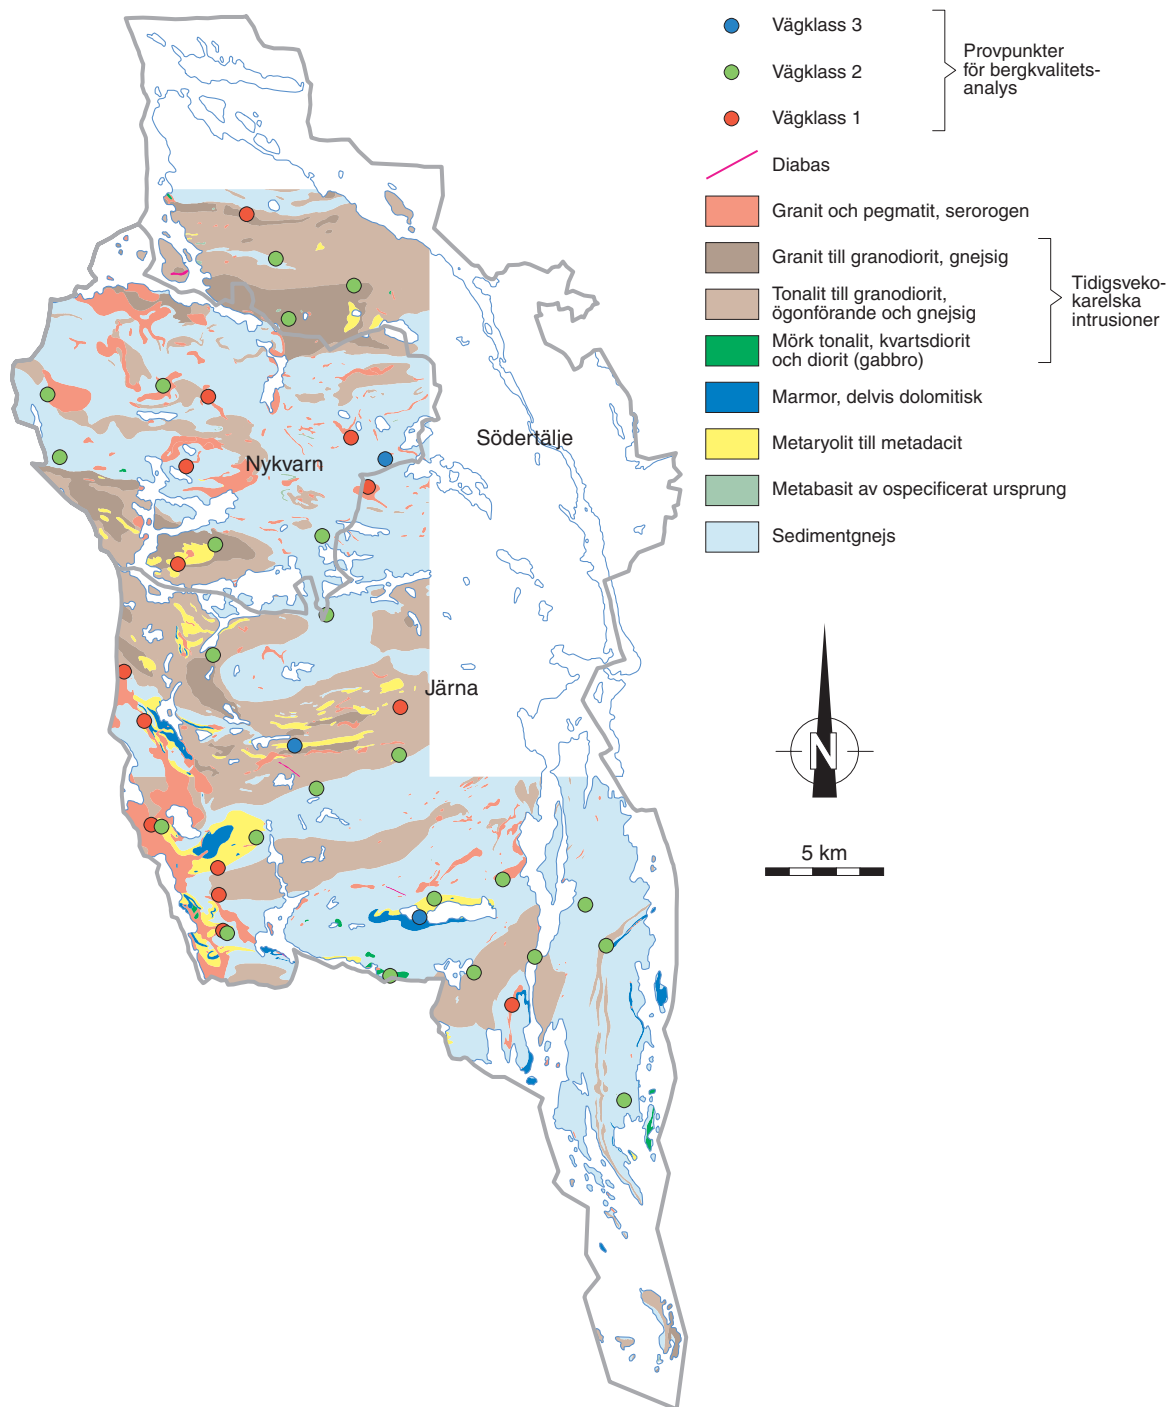 Vägklass 3
Vägklass 2
Vägklass 1
Provpunkter
för bergkvalitets-
analys
Diabas
Granit och pegmatit, serorogen
Granit till granodiorit, gnejsig
Tonalit till granodiorit,
ögonförande och gnejsig
Mörk tonalit, kvartsdiorit
och diorit (gabbro)
Tidigsveko-
karelska
intrusioner
Marmor, delvis dolomitisk
Metaryolit till metadacit
Metabasit av ospecificerat ursprung
Sedimentgnejs
Södertälje
Nykvarn
Järna
N
5 km